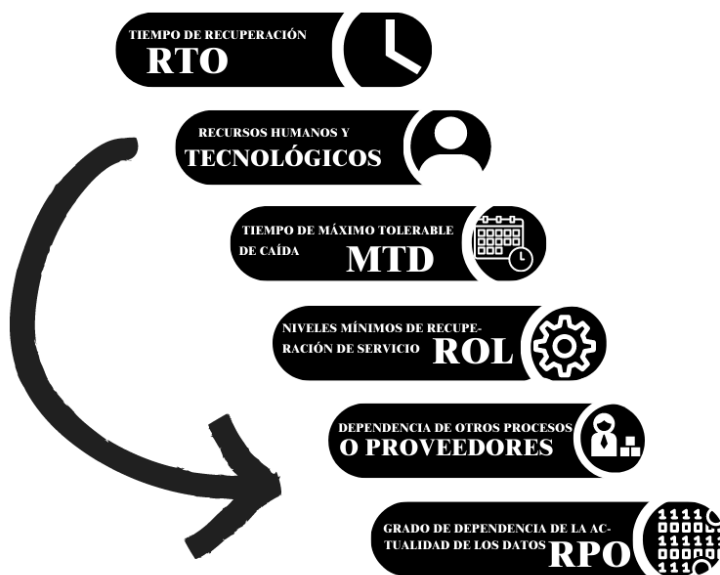 TIEMPO DE RECUPERACIÓN
RTO
RECURSOS HUMANOS Y
TECNOLÓGICOS
TIEMPO DE MÁXIMO TOLERABLE
DE CAÍDA MTD
NIVELES MÍNIMOS DE RECUPE-
RACIÓN DE SERVICIO ROL
DEPENDENCIA DE OTROS PROCESOS
O PROVEEDORES
GRADO DE DEPENDENCIA DE LA AC-
TUALIDAD DE LOS DATOS RPO